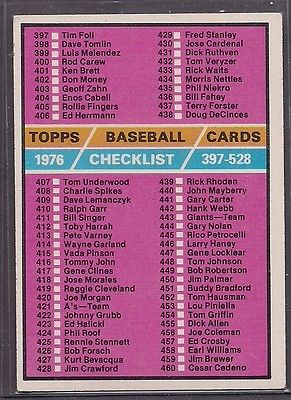 397 Tim Foli
398 Dave Tomlin
399 Luis Melendez
400 Rod Carew
401 Ken Brett
402 Don Money
403 Geoff Zahn
404 Enos Cabell
405 Rollie Fingers
406 Ed Herrmann
429 Fred Stanley
430 Jose Cardenal
431 Dick Ruthven
432 Tom Veryzer
433 Rick Waits
434 Morris Nettles
435 Phil Niekro
436 Bill Fahey
437 Terry Forster
438 Doug DeCinces
TOPPS BASEBALL CARDS
1976 CHECKLIST 397-528
407 Tom Underwood
408 Charlie Spikes
409 Dave Lemanczyk
410 Ralph Garr
411 Bill Singer
412 Toby Harrah
413 Pete Varney
414 Wayne Garland
415 Vada Pinson
416 Tommy John
417 Gene Clines
418 Jose Morales
419 Reggie Cleveland
420 Joe Morgan
421 A's—Team
422 Johnny Grubb
423 Ed Halicki
424 Phil Roof
425 Rennie Stennett
426 Bob Forsch
427 Kurt Bevacqua
428 Jim Crawford
439 Rick Rhoden
440 John Mayberry
441 Gary Carter
442 Hank Webb
443 Giants—Team
444 Gary Nolan
445 Rico Petrocelli
446 Larry Haney
447 Gene Locklear
448 Tom Johnson
449 Bob Robertson
450 Jim Palmer
451 Buddy Bradford
452 Tom Hausman
453 Lou Piniella
454 Tom Griffin
455 Dick Allen
456 Joe Coleman
457 Ed Crosby
458 Earl Williams
459 Jim Brewer
460 Cesar Cedeno